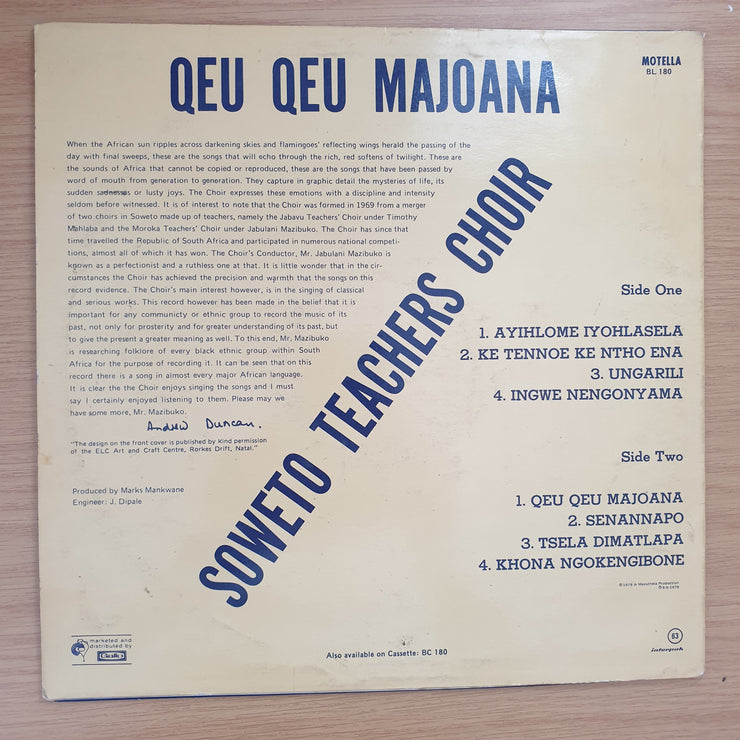 QEU QEU MAJOANA
MOTELLA
BL 180
When the African sun ripples across darkening skies and flamingoes' reflecting wings herald the passing of the
day with final sweeps, these are the songs that will echo through the rich, red softens of twilight. These are
the sounds of Africa that cannot be copied or reproduced, these are the songs that have been passed by
word of mouth from generation to generation. They capture in graphic detail the mysteries of life, its
sudden sadnesses or lusty joys. The Choir expresses these emotions with a discipline and intensity
seldom before witnessed. It is of interest to note that the Choir was formed in 1969 from a merger
of two choirs in Soweto made up of teachers, namely the Jabavu Teachers' Choir under Timothy
Mahlaba and the Moroka Teachers' Choir under Jabulani Mazibuko. The Choir has since that
time travelled the Republic of South Africa and participated in numerous national competi-
tions, almost all of which it has won. The Choir's Conductor, Mr. Jabulani Mazibuko is
known as a perfectionist and a ruthless one at that. It is little wonder that in the cir-
cumstances the Choir has achieved the precision and warmth that the songs on this
record evidence. The Choir's main interest however, is in the singing of classical
and serious works. This record however has been made in the belief that it is
important for any communicty or ethnic group to record the music of its
past, not only for prosterity and for greater understanding of its past, but
to give the present a greater meaning as well. To this end, Mr. Mazibuko
is researching folklore of every black ethnic group within South
Africa for the purpose of recording it. It can be seen that on this
record there is a song in almost every major African language.
It is clear the the Choir enjoys singing the songs and I must
say I certainly enjoyed listening to them. Please may we
have some more, Mr. Mazibuko.
Andrew Duncan.
"The design on the front cover is published by kind permission
of the ELC Art and Craft Centre, Rorkes Drift, Natal."
Produced by Marks Mankwane
Engineer: J. Dipale
SOWETO TEACHERS CHOIR
Side One
1. AYIHLOME IYOHLASELA
2. KE TENNOE KE NTHO ENA
3. UNGARILI
4. INGWE NENGONYAMA
Side Two
1. QEU QEU MAJOANA
2. SENANNAPO
3. TSELA DIMATLAPA
4. KHONA NGOKENGIBONE
marketed and
distributed by
Gallo
Also available on Cassette: BC 180
83
interpak